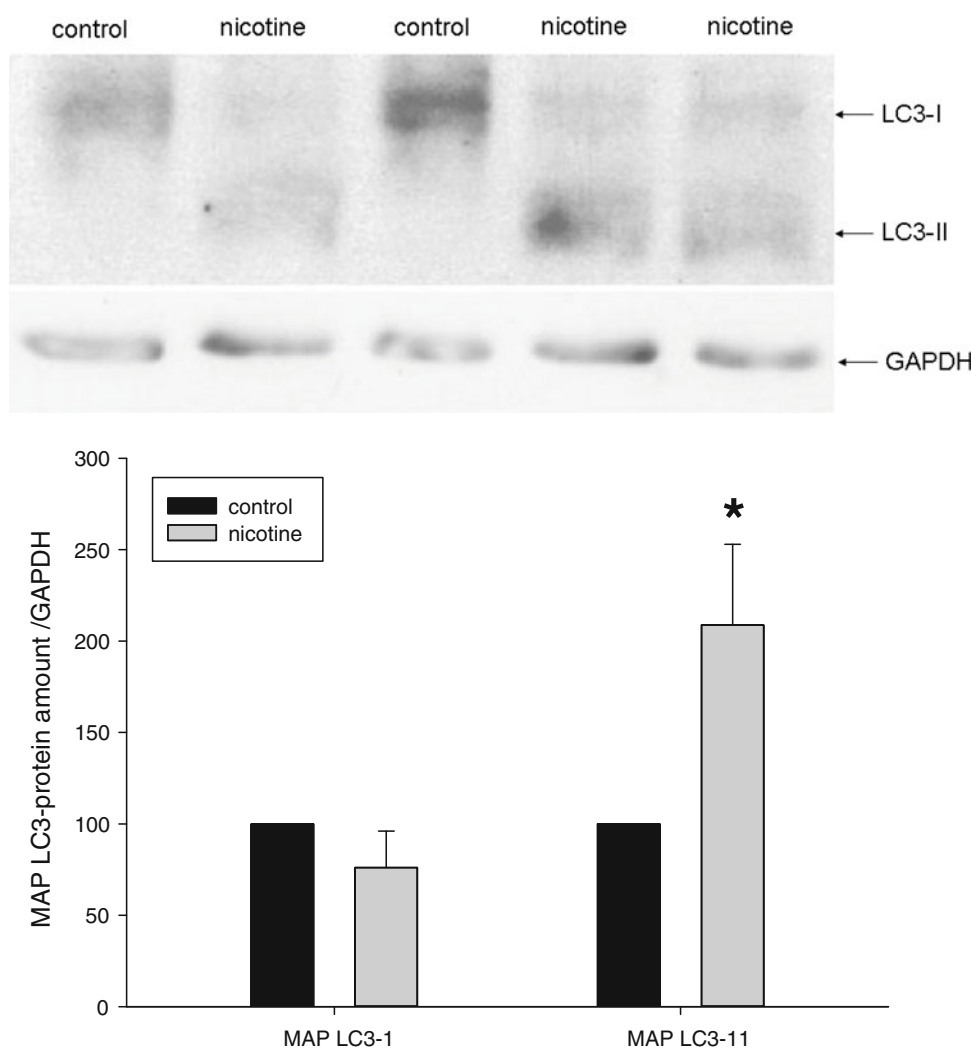 control nicotine control nicotine nicotine
LC3-I
LC3-II
GAPDH
300
250
200
150
100
50
0
MAP LC3-protein amount /GAPDH
control
nicotine
*
MAP LC3-1 MAP LC3-11